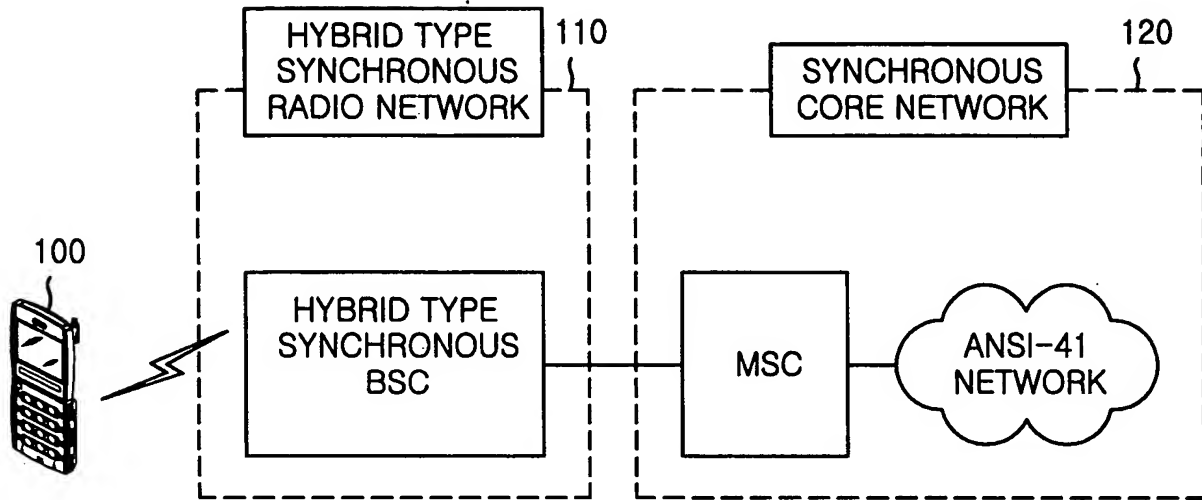 HYBRID TYPE
SYNCHRONOUS
RADIO NETWORK
110
SYNCHRONOUS
CORE NETWORK
120
100
HYBRID TYPE
SYNCHRONOUS
BSC
MSC
ANSI-41
NETWORK